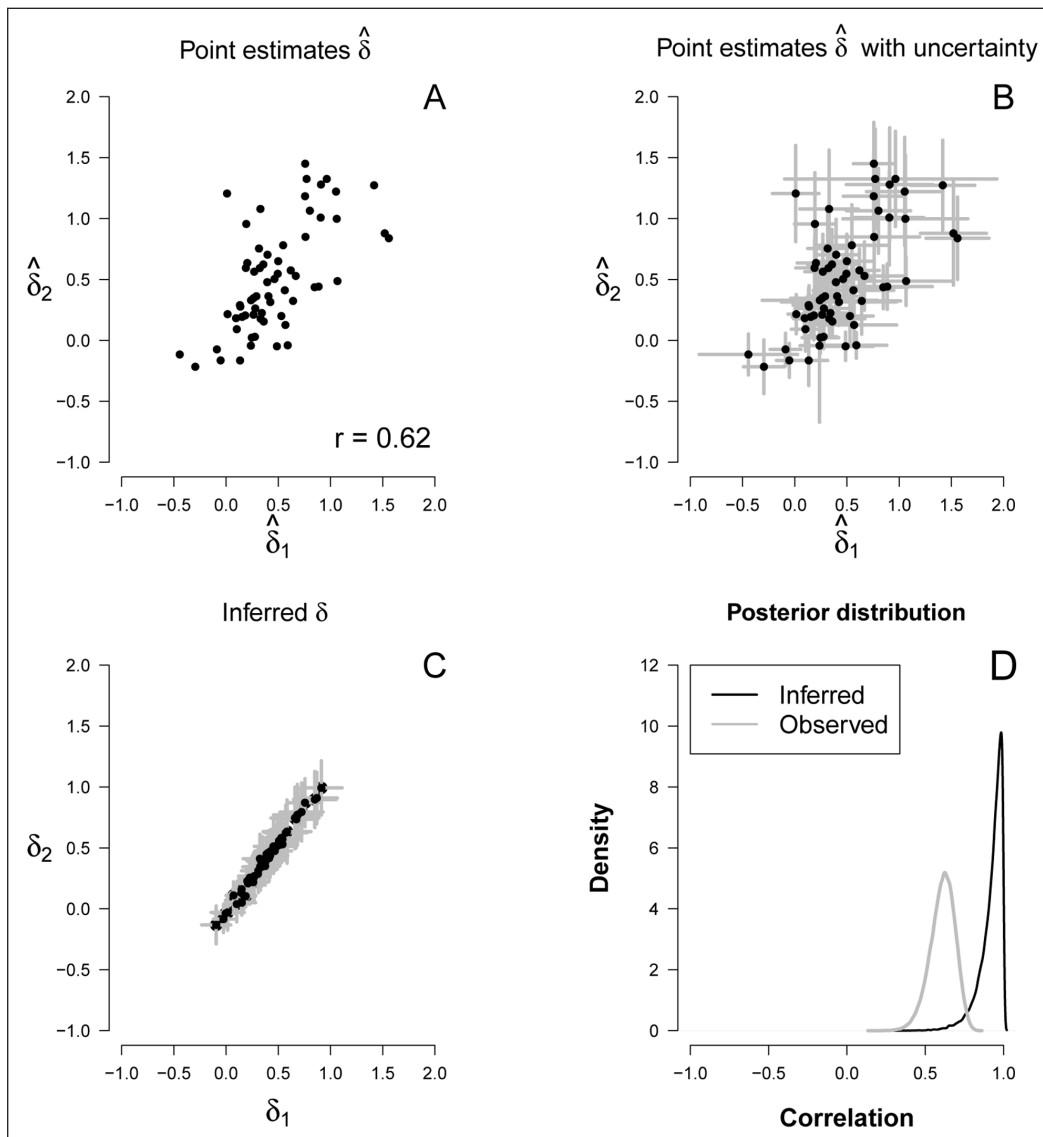 Point estimates δ̂
A
2.0
1.5
1.0
0.5
0.0
−0.5
−1.0
δ̂2
r = 0.62
−1.0 −0.5 0.0 0.5 1.0 1.5 2.0
δ̂1
Point estimates δ̂ with uncertainty
B
2.0
1.5
1.0
0.5
0.0
−0.5
−1.0
δ̂2
−1.0 −0.5 0.0 0.5 1.0 1.5 2.0
δ̂1
Inferred δ
C
2.0
1.5
1.0
0.5
0.0
−0.5
−1.0
δ2
−1.0 −0.5 0.0 0.5 1.0 1.5 2.0
δ1
Posterior distribution
D
Inferred
Observed
12
10
8
6
4
2
0
Density
−1.0 −0.5 0.0 0.5 1.0
Correlation